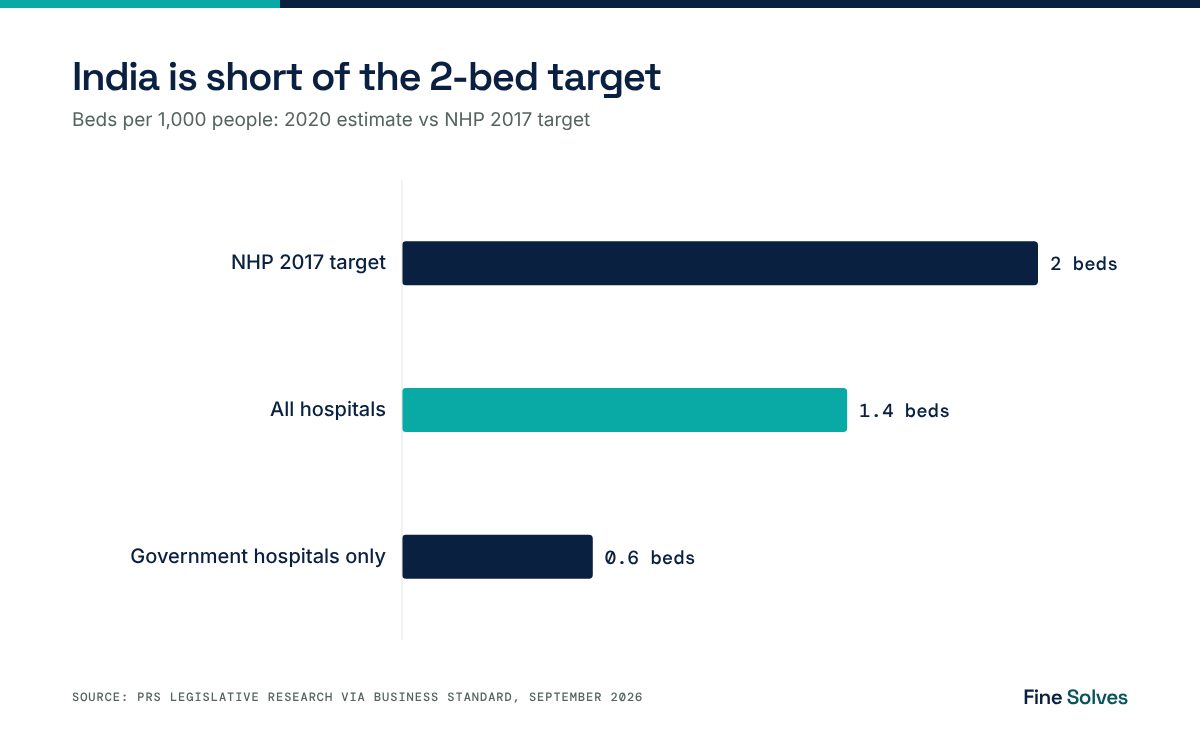 India is short of the 2-bed target
Beds per 1,000 people: 2020 estimate vs NHP 2017 target
NHP 2017 target
2 beds
All hospitals
1.4 beds
Government hospitals only
0.6 beds
SOURCE: PRS LEGISLATIVE RESEARCH VIA BUSINESS STANDARD, SEPTEMBER 2026
Fine Solves